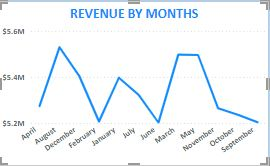 REVENUE BY MONTHS
$5.6M
$5.4M
$5.2M
April
August
December
February
January
July
June
March
May
November
October
September